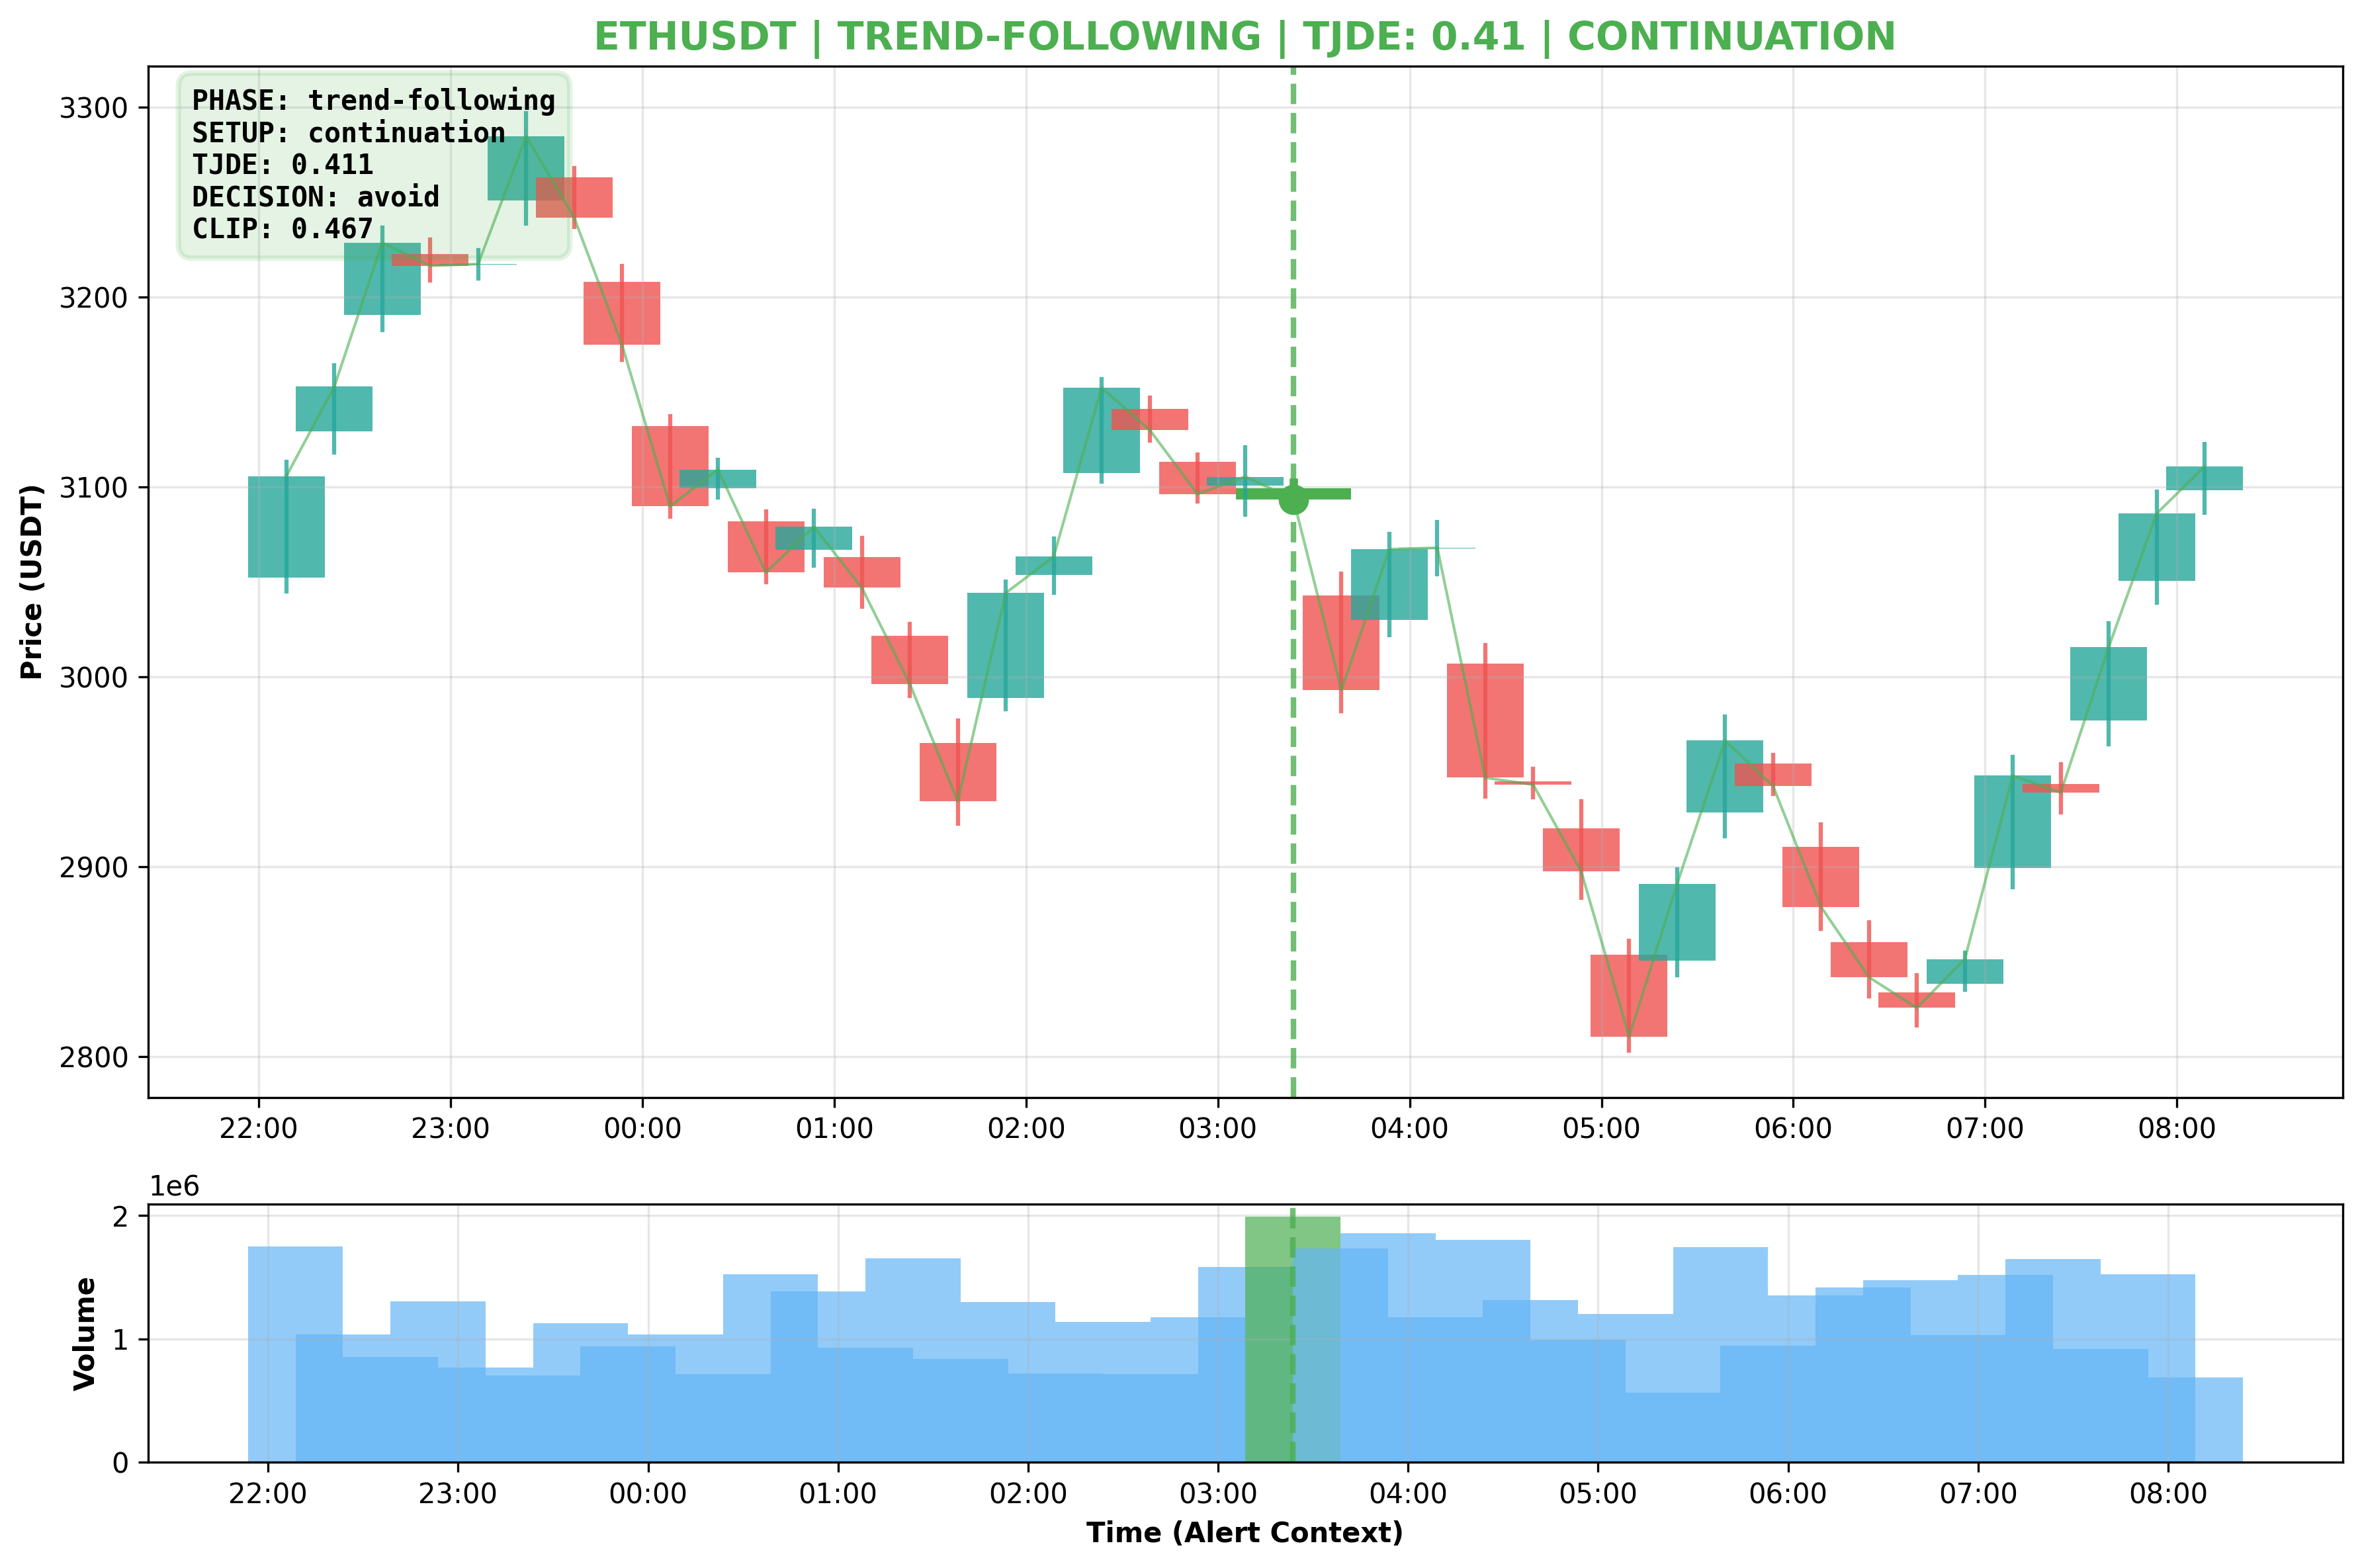 ETHUSDT | TREND-FOLLOWING | TJDE: 0.41 | CONTINUATION
PHASE: trend-following
SETUP: continuation
TJDE: 0.411
DECISION: avoid
CLIP: 0.467
Price (USDT)
3300
3200
3100
3000
2900
2800
22:00 23:00 00:00 01:00 02:00 03:00 04:00 05:00 06:00 07:00 08:00
1e6
Volume
2
1
0
22:00 23:00 00:00 01:00 02:00 03:00 04:00 05:00 06:00 07:00 08:00
Time (Alert Context)